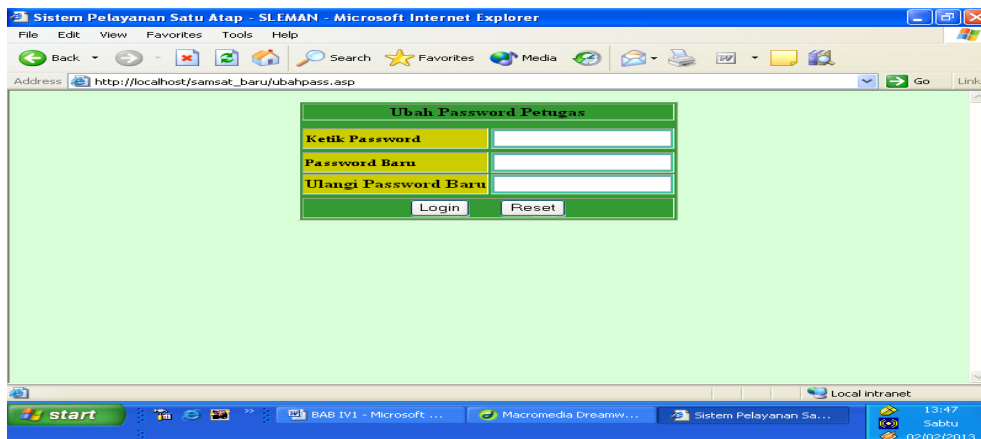 Sistem Pelayanan Satu Atap - SLEMAN - Microsoft Internet Explorer
File Edit View Favorites Tools Help
Back Search Favorites Media
Address http://localhost/samsat_baru/ubahpass.asp Go Link
Ubah Password Petugas
Ketik Password
Password Baru
Ulangi Password Baru
Login Reset
Local intranet
start BAB IV1 - Microsoft ... Macromedia Dreamw... Sistem Pelayanan Sa... 13:47
Sabtu
02/02/2013